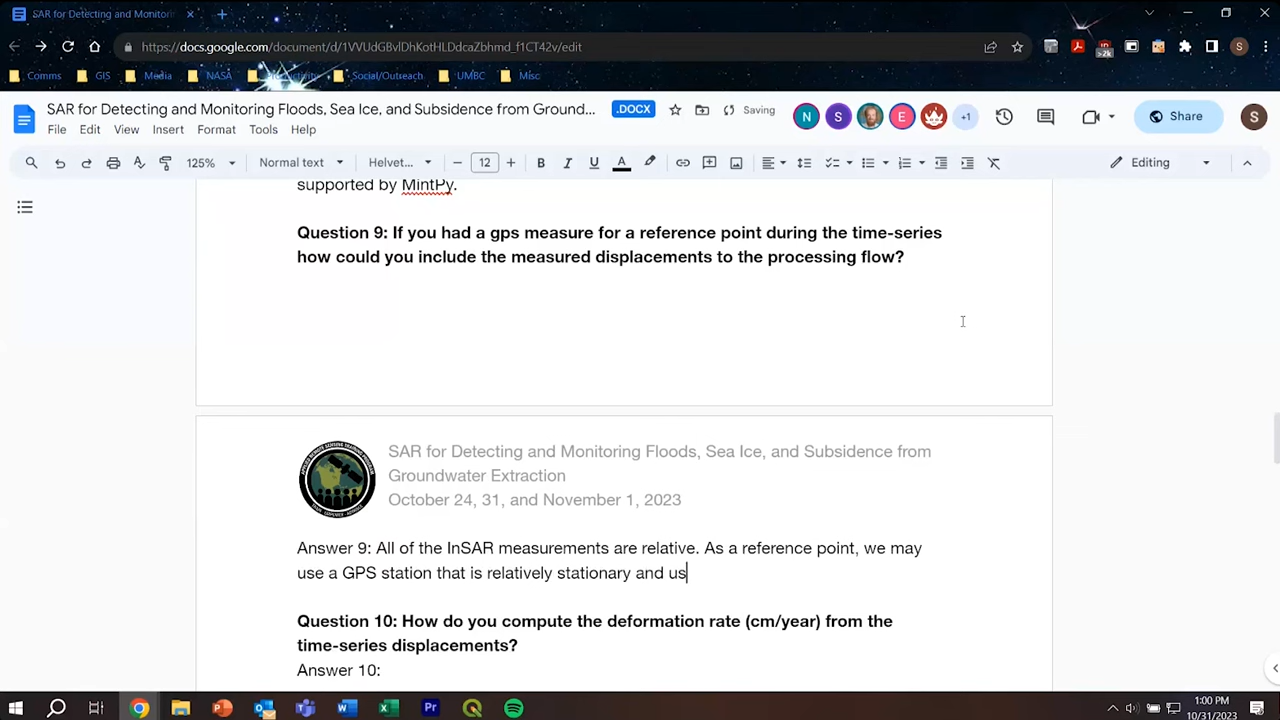 SAR for Detecting and Monitorin
https://docs.google.com/document/d/1VVUdGBvlDhKotHLDdcaZbhmd_f1CT42v/edit
>2k
S
Comms
GIS
Media
NASA
Social/Outreach
UMBC
Misc
SAR for Detecting and Monitoring Floods, Sea Ice, and Subsidence from Ground...
.DOCX
Saving
N
S
E
+1
Share
S
File Edit View Insert Format Tools Help
125%
Normal text
Helvet...
12
B I U A
Editing
supported by MintPy.
Question 9: If you had a gps measure for a reference point during the time-series
how could you include the measured displacements to the processing flow?
SAR for Detecting and Monitoring Floods, Sea Ice, and Subsidence from
Groundwater Extraction
October 24, 31, and November 1, 2023
Answer 9: All of the InSAR measurements are relative. As a reference point, we may
use a GPS station that is relatively stationary and us
Question 10: How do you compute the deformation rate (cm/year) from the
time-series displacements?
Answer 10:
1:00 PM
10/31/2023